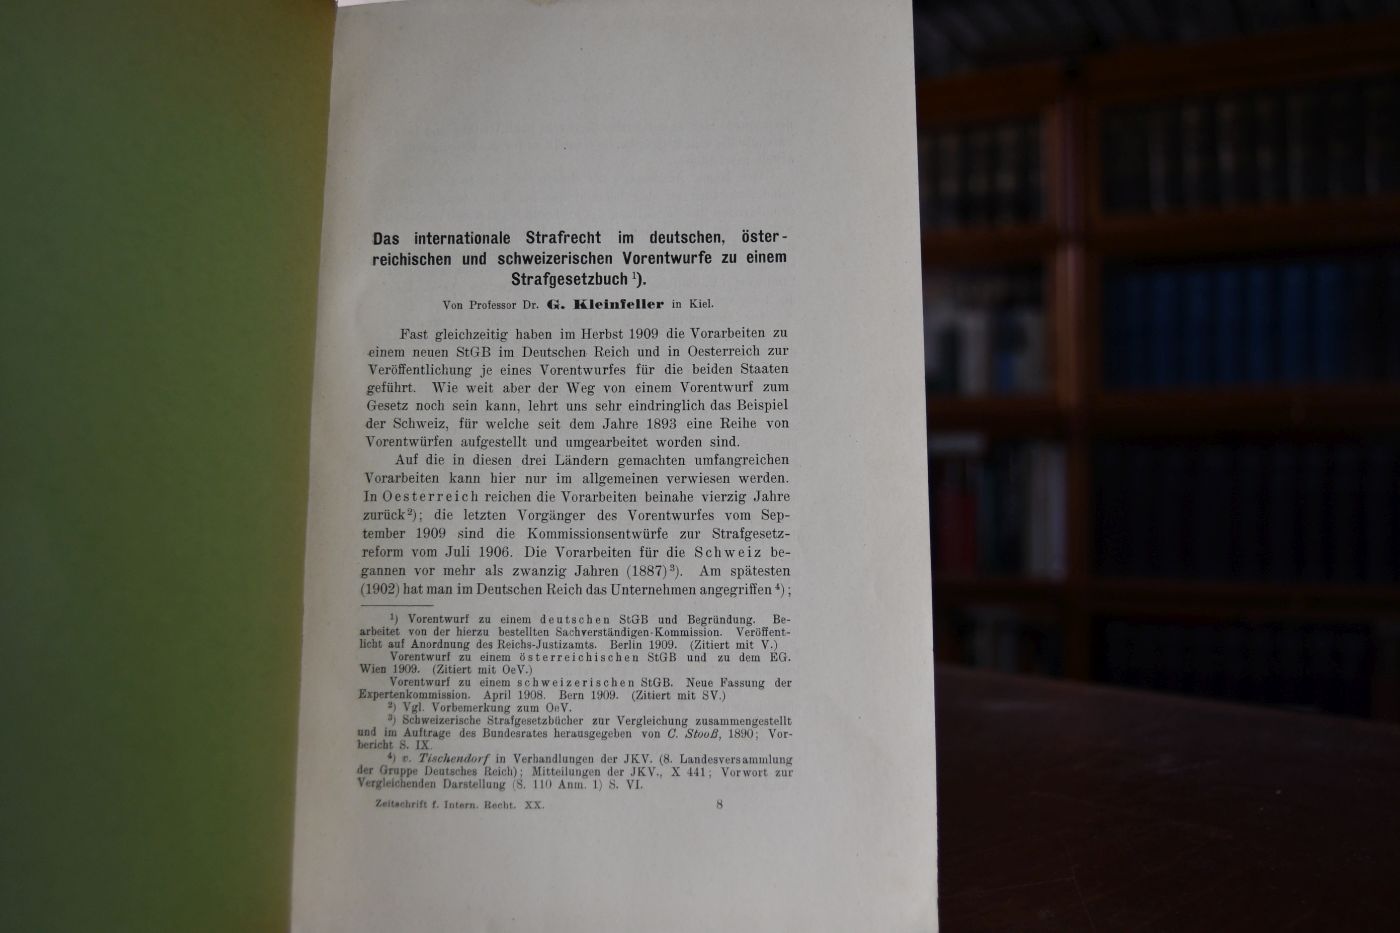 Das internationale Strafrecht im deutschen, öster-
reichischen und schweizerischen Vorentwurfe zu einem
Strafgesetzbuch ¹).
Von Professor Dr. G. Kleinfeller in Kiel.
Fast gleichzeitig haben im Herbst 1909 die Vorarbeiten zu
einem neuen StGB im Deutschen Reich und in Oesterreich zur
Veröffentlichung je eines Vorentwurfes für die beiden Staaten
geführt. Wie weit aber der Weg von einem Vorentwurf zum
Gesetz noch sein kann, lehrt uns sehr eindringlich das Beispiel
der Schweiz, für welche seit dem Jahre 1893 eine Reihe von
Vorentwürfen aufgestellt und umgearbeitet worden sind.
Auf die in diesen drei Ländern gemachten umfangreichen
Vorarbeiten kann hier nur im allgemeinen verwiesen werden.
In Oesterreich reichen die Vorarbeiten beinahe vierzig Jahre
zurück²); die letzten Vorgänger des Vorentwurfes vom Sep-
tember 1909 sind die Kommissionsentwürfe zur Strafgesetz-
reform vom Juli 1906. Die Vorarbeiten für die Schweiz be-
gannen vor mehr als zwanzig Jahren (1887)³). Am spätesten
(1902) hat man im Deutschen Reich das Unternehmen angegriffen⁴);
¹) Vorentwurf zu einem deutschen StGB und Begründung. Be-
arbeitet von der hierzu bestellten Sachverständigen-Kommission. Veröffent-
licht auf Anordnung des Reichs-Justizamts. Berlin 1909. (Zitiert mit V.)
Vorentwurf zu einem österreichischen StGB und zu dem EG.
Wien 1909. (Zitiert mit OeV.)
Vorentwurf zu einem schweizerischen StGB. Neue Fassung der
Expertenkommission. April 1908. Bern 1909. (Zitiert mit SV.)
²) Vgl. Vorbemerkung zum OeV.
³) Schweizerische Strafgesetzbücher zur Vergleichung zusammengestellt
und im Auftrage des Bundesrates herausgegeben von C. Stooß, 1890; Vor-
bericht S. IX.
⁴) v. Tischendorf in Verhandlungen der JKV. (8. Landesversammlung
der Gruppe Deutsches Reich); Mitteilungen der JKV., X 441; Vorwort zur
Vergleichenden Darstellung (S. 110 Anm. 1) S. VI.
Zeitschrift f. Intern. Recht. XX. 8